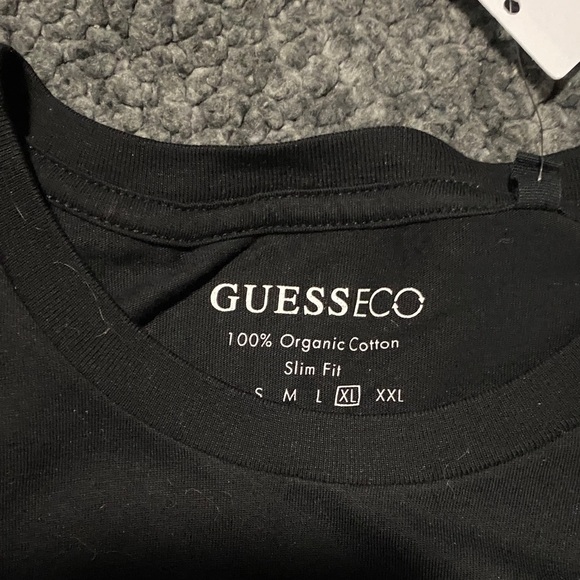 GUESSECO
100% Organic Cotton
Slim Fit
S M L XL XXL